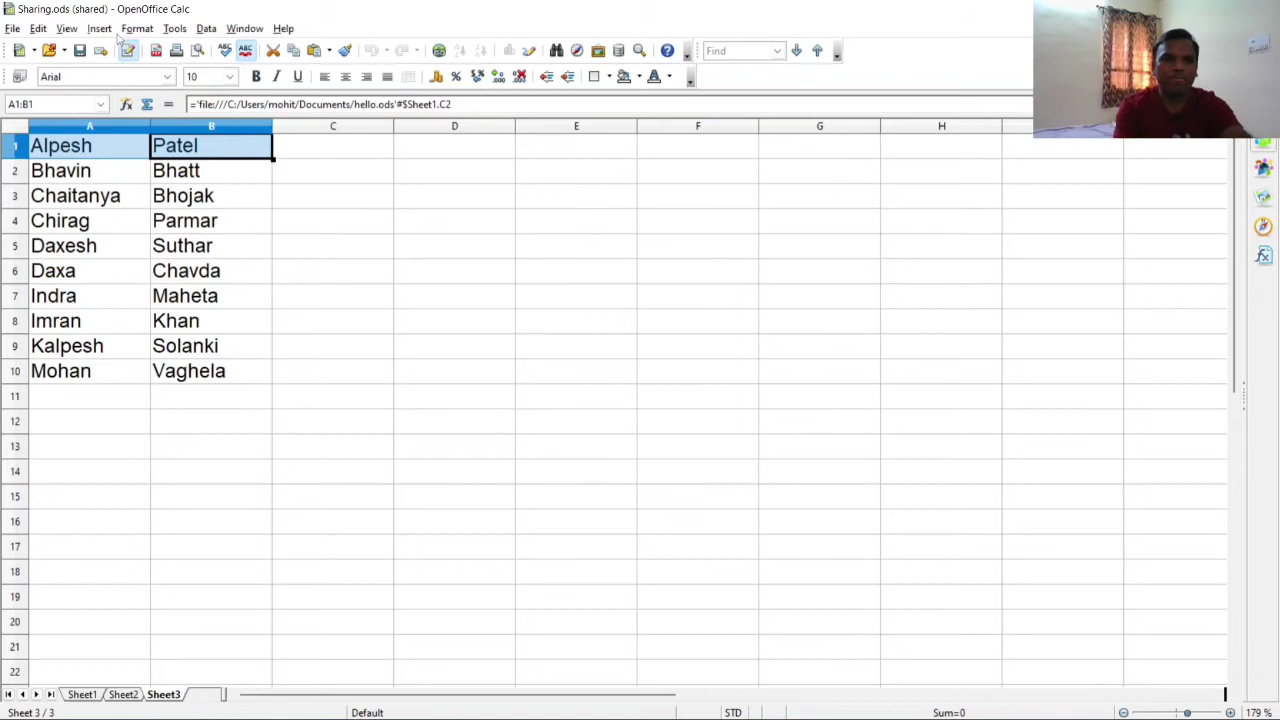 Sharing.ods (shared) - OpenOffice Calc
File Edit View Insert Format Tools Data Window Help
Find
Arial 10
A1:B1 ='file:///C:/Users/mohit/Documents/hello.ods'#$Sheet1.C2
A B C D E F G H
1 Alpesh Patel
2 Bhavin Bhatt
3 Chaitanya Bhojak
4 Chirag Parmar
5 Daxesh Suthar
6 Daxa Chavda
7 Indra Maheta
8 Imran Khan
9 Kalpesh Solanki
10 Mohan Vaghela
11
12
13
14
15
16
17
18
19
20
21
22
Sheet1 Sheet2 Sheet3
Sheet 3 / 3 Default STD Sum=0 179 %